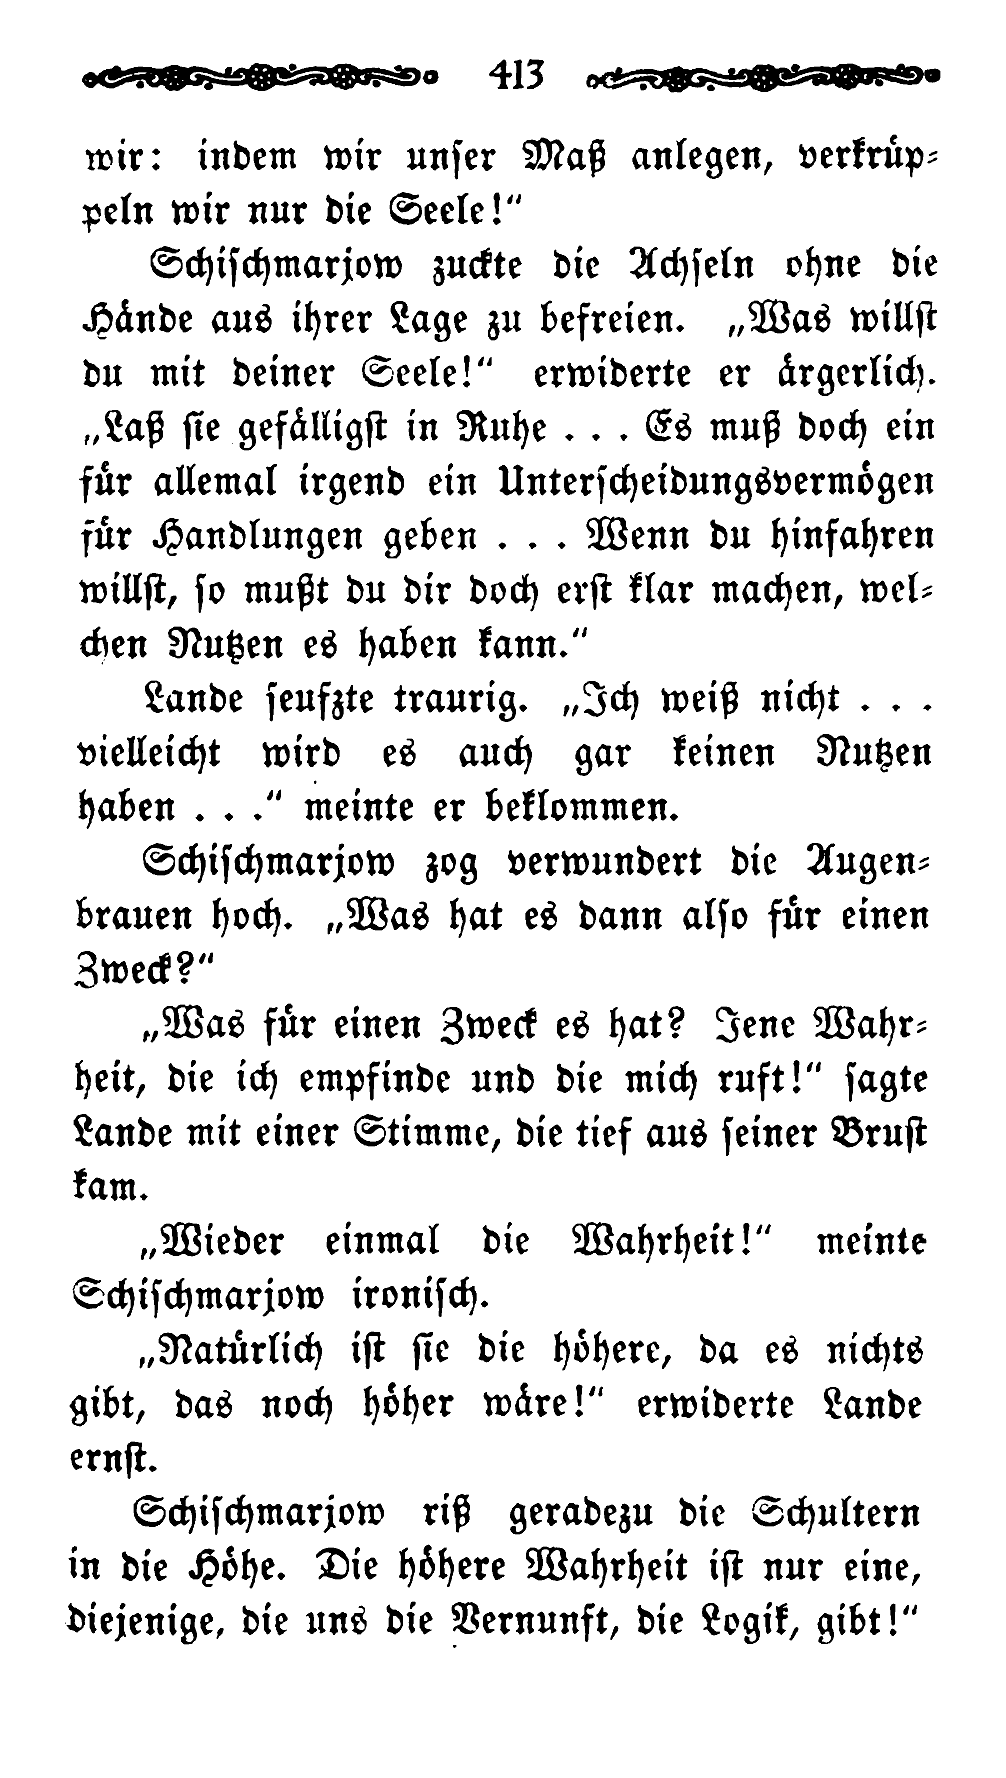 413
wir: indem wir unser Maß anlegen, verkrüp-
peln wir nur die Seele!“
Schischmarjow zuckte die Achseln ohne die
Hände aus ihrer Lage zu befreien. „Was willst
du mit deiner Seele!“ erwiderte er ärgerlich.
„Laß sie gefälligst in Ruhe . . . Es muß doch ein
für allemal irgend ein Unterscheidungsvermögen
für Handlungen geben . . . Wenn du hinfahren
willst, so mußt du dir doch erst klar machen, wel-
chen Nutzen es haben kann.“
Lande seufzte traurig. „Ich weiß nicht . . .
vielleicht wird es auch gar keinen Nutzen
haben . . .“ meinte er beklommen.
Schischmarjow zog verwundert die Augen-
brauen hoch. „Was hat es dann also für einen
Zweck?“
„Was für einen Zweck es hat? Jene Wahr-
heit, die ich empfinde und die mich ruft!“ sagte
Lande mit einer Stimme, die tief aus seiner Brust
kam.
„Wieder einmal die Wahrheit!“ meinte
Schischmarjow ironisch.
„Natürlich ist sie die höhere, da es nichts
gibt, das noch höher wäre!“ erwiderte Lande
ernst.
Schischmarjow riß geradezu die Schultern
in die Höhe. Die höhere Wahrheit ist nur eine,
diejenige, die uns die Vernunft, die Logik, gibt!“